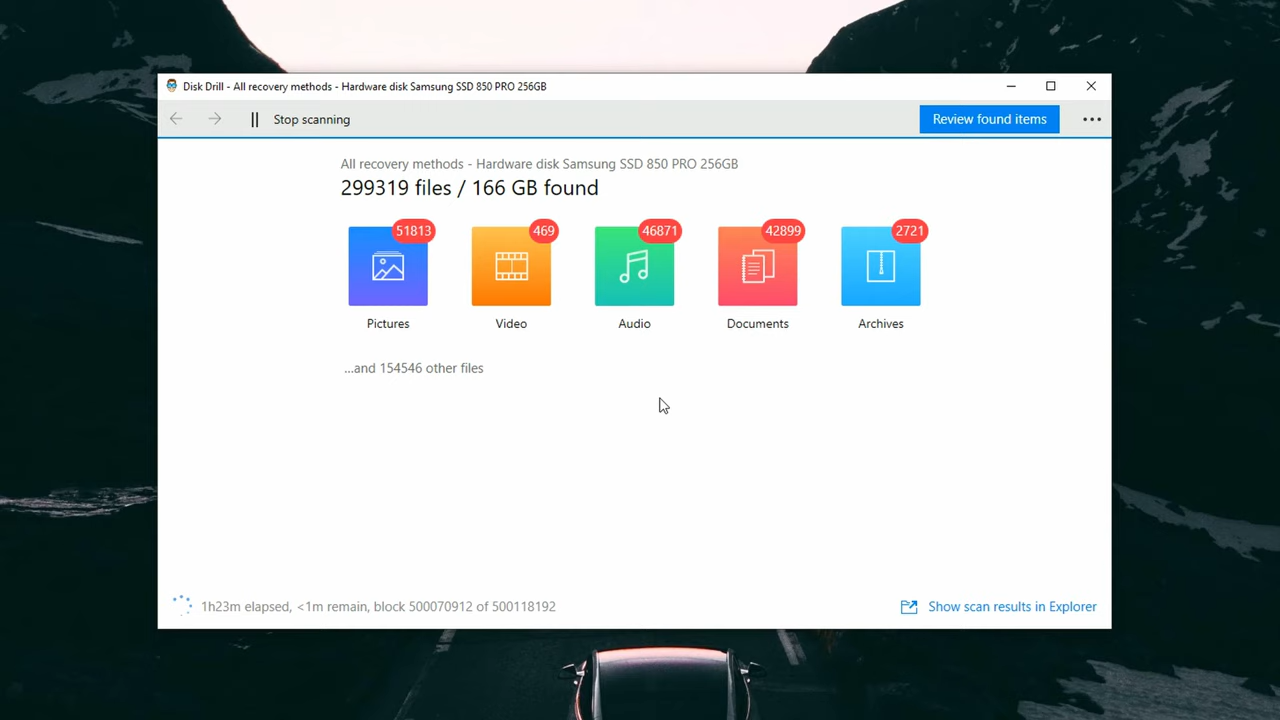 Disk Drill - All recovery methods - Hardware disk Samsung SSD 850 PRO 256GB
Stop scanning
Review found items
All recovery methods - Hardware disk Samsung SSD 850 PRO 256GB
299319 files / 166 GB found
51813 469 46871 42899 2721
Pictures Video Audio Documents Archives
...and 154546 other files
1h23m elapsed, <1m remain, block 500070912 of 500118192
Show scan results in Explorer